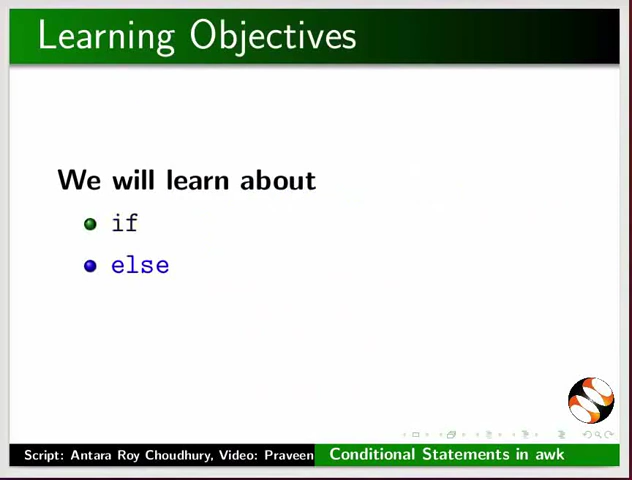 Learning Objectives
We will learn about
if
else
Script: Antara Roy Choudhury, Video: Praveen
Conditional Statements in awk